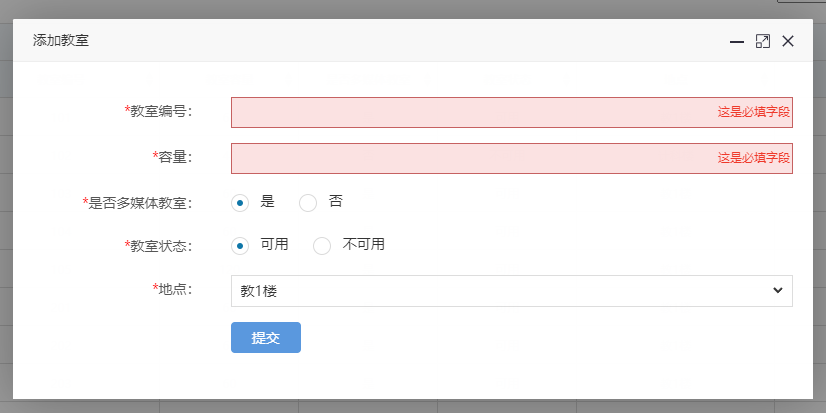 添加教室
*教室编号： 这是必填字段
*容量： 这是必填字段
*是否多媒体教室： 是 否
*教室状态： 可用 不可用
*地点： 教1楼
提交